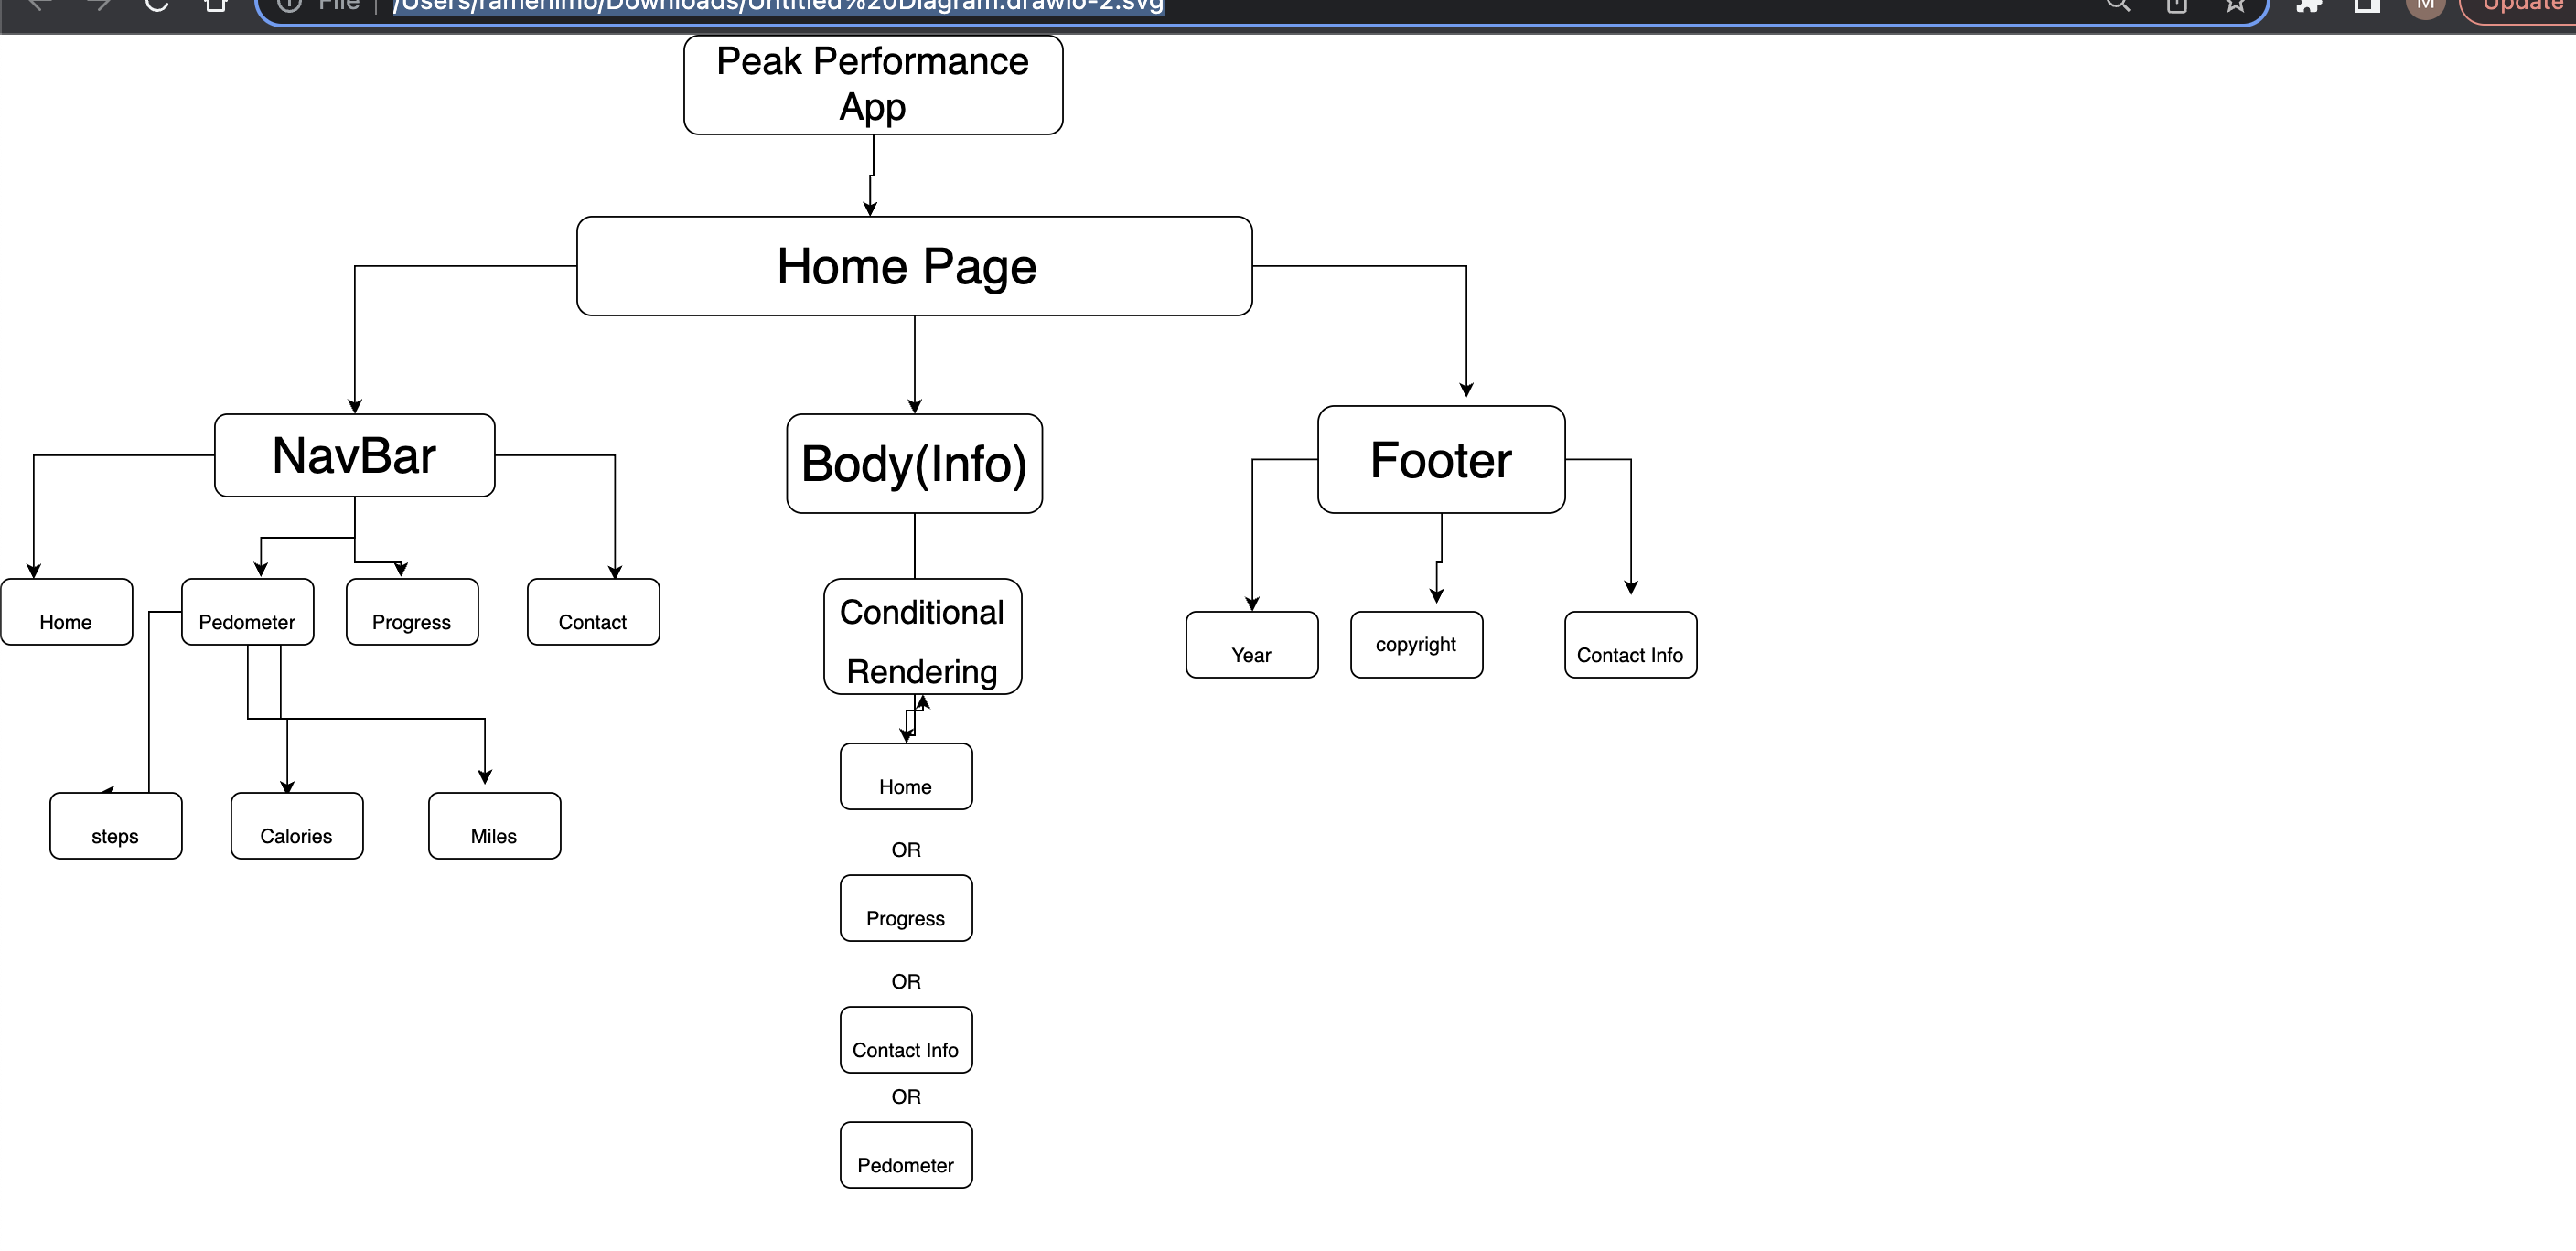 File
/Users/ramerlimo/Downloads/Untitled%20Diagram.drawio-2.svg
M
Update
Peak Performance
App
Home Page
NavBar
Body(Info)
Footer
Home
Pedometer
Progress
Contact
Conditional
Rendering
Year
copyright
Contact Info
steps
Calories
Miles
Home
OR
Progress
OR
Contact Info
OR
Pedometer